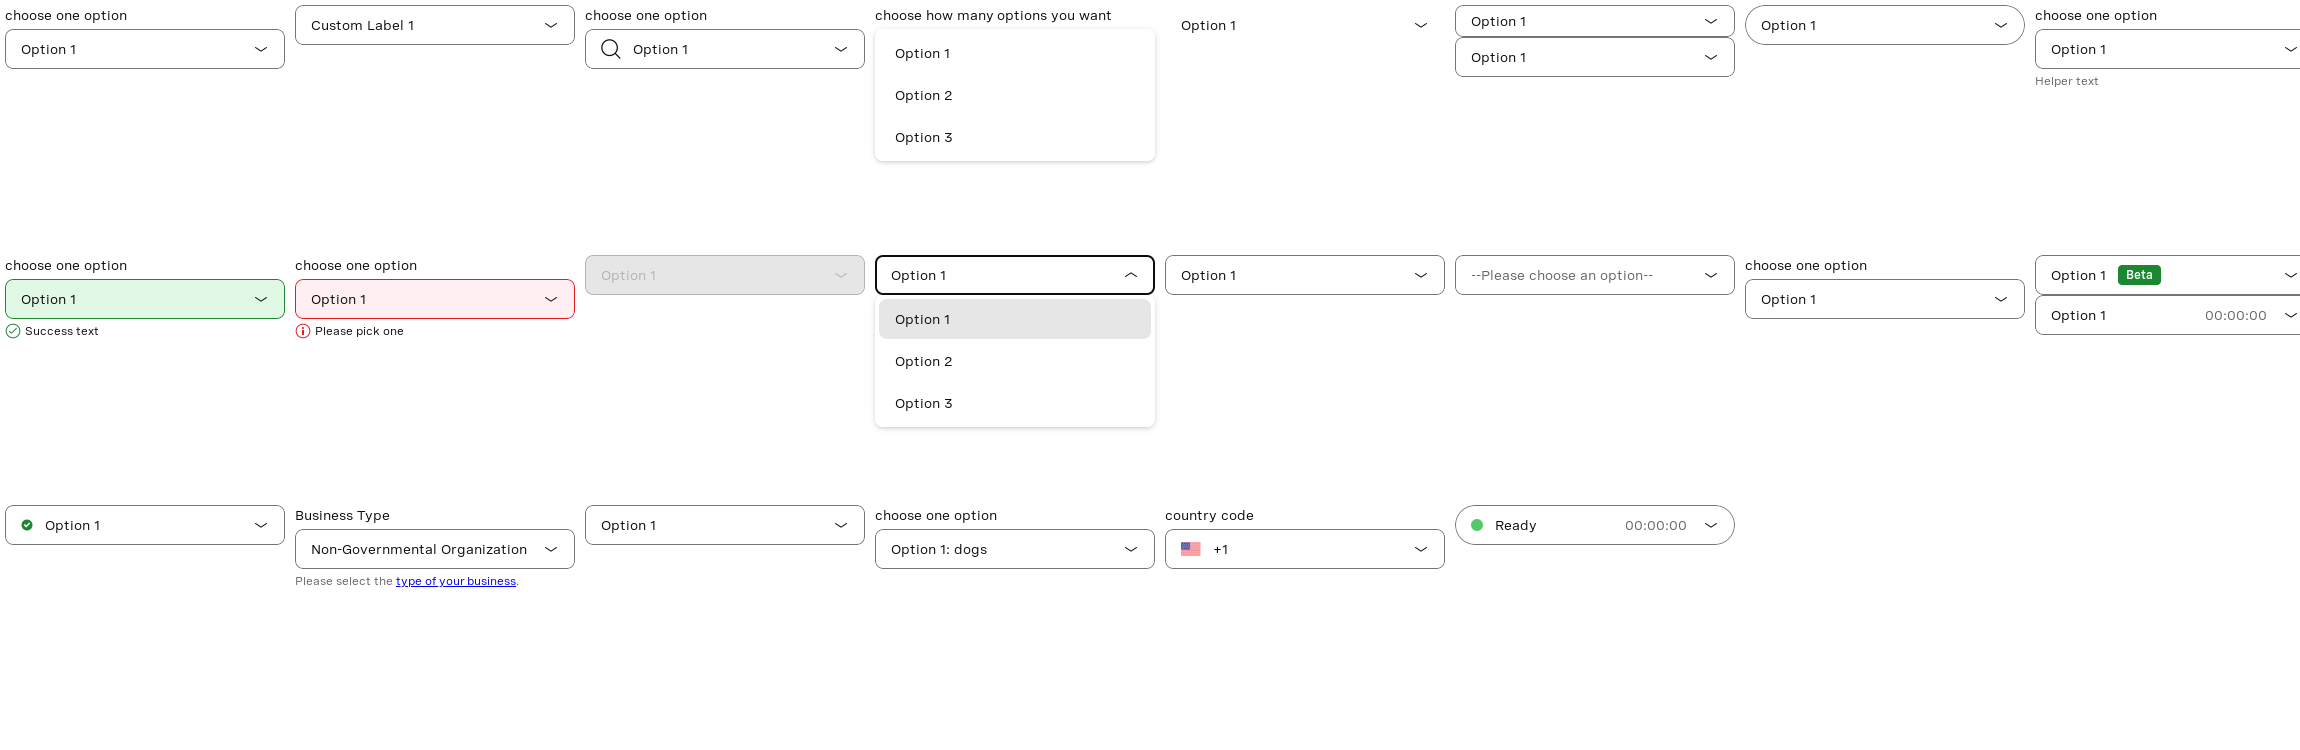 choose one option
Option 1
Custom Label 1
choose one option
Option 1
choose how many options you want
Option 1
Option 2
Option 3
Option 1
Option 1
Option 1
Option 1
choose one option
Option 1
Helper text
choose one option
Option 1
Success text
choose one option
Option 1
Please pick one
Option 1
Option 1
Option 1
Option 2
Option 3
Option 1
--Please choose an option--
choose one option
Option 1
Option 1 Beta
Option 1 00:00:00
Option 1
Business Type
Non-Governmental Organization
Please select the type of your business.
Option 1
choose one option
Option 1: dogs
country code
+1
Ready 00:00:00